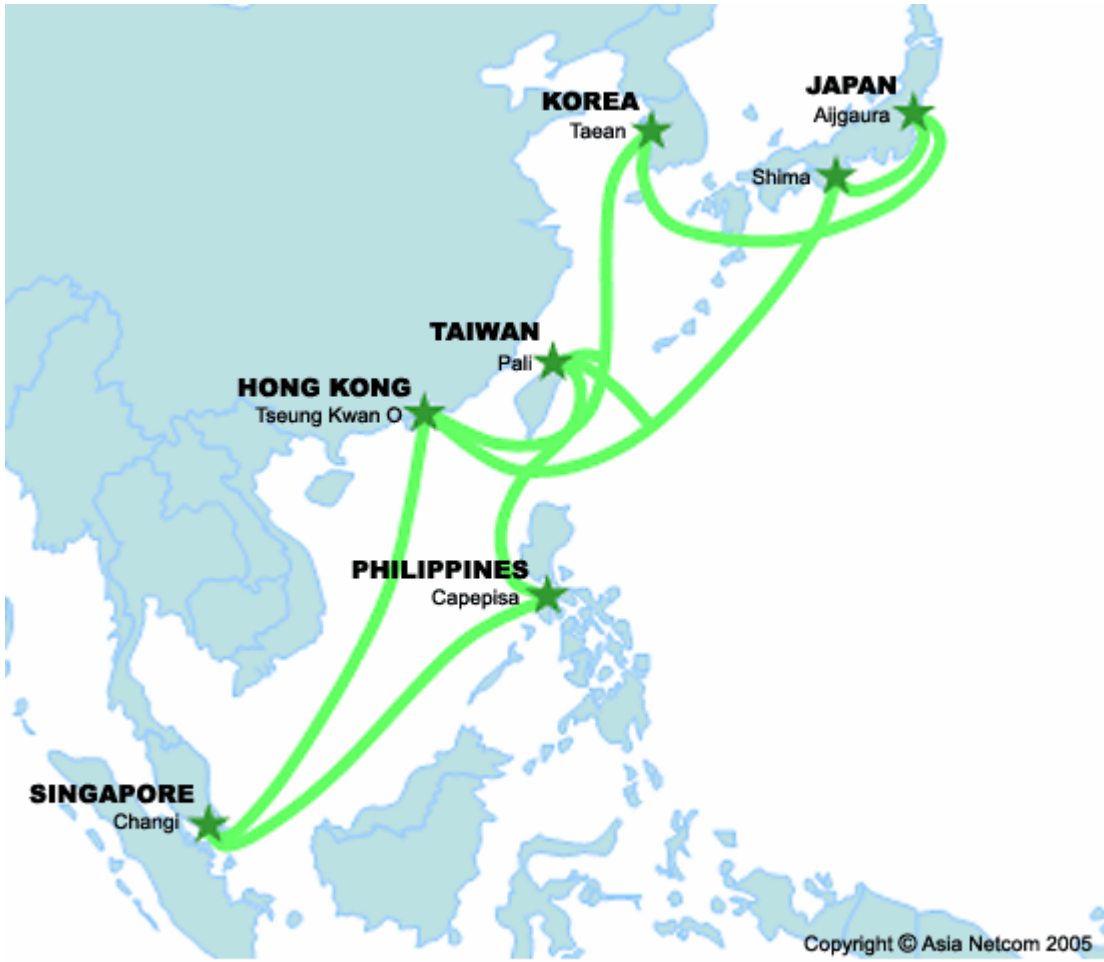 KOREA
Taean
JAPAN
Aijgaura
Shima
TAIWAN
Pali
HONG KONG
Tseung Kwan O
PHILIPPINES
Capepisa
SINGAPORE
Changi
Copyright © Asia Netcom 2005